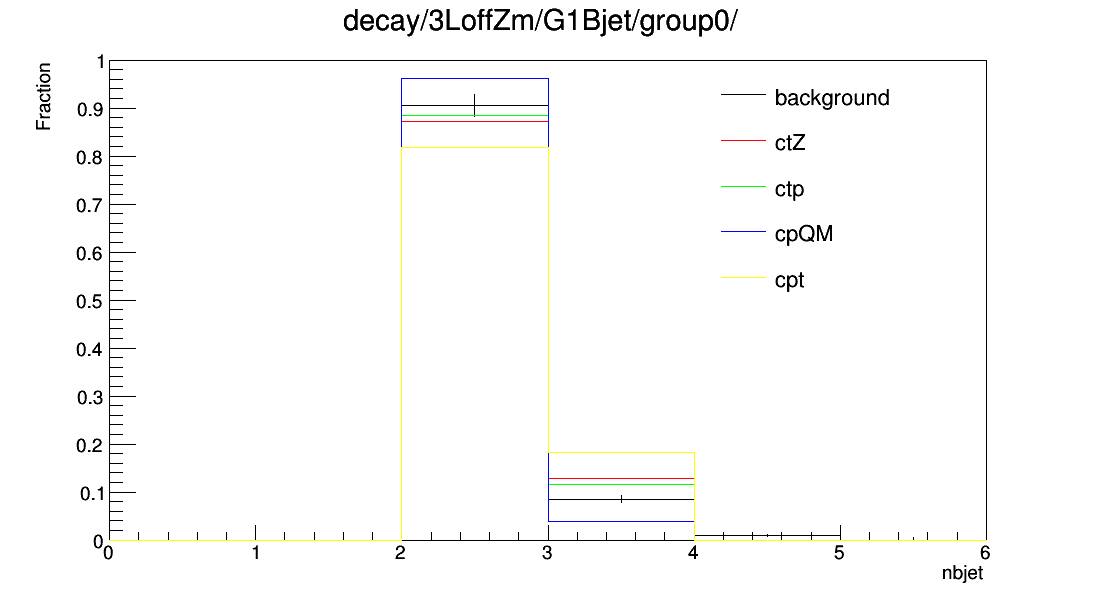 decay/3LoffZm/G1Bjet/group0/
Fraction
1
0.9
0.8
0.7
0.6
0.5
0.4
0.3
0.2
0.1
0
background
ctZ
ctp
cpQM
cpt
0 1 2 3 4 5 6
nbjet